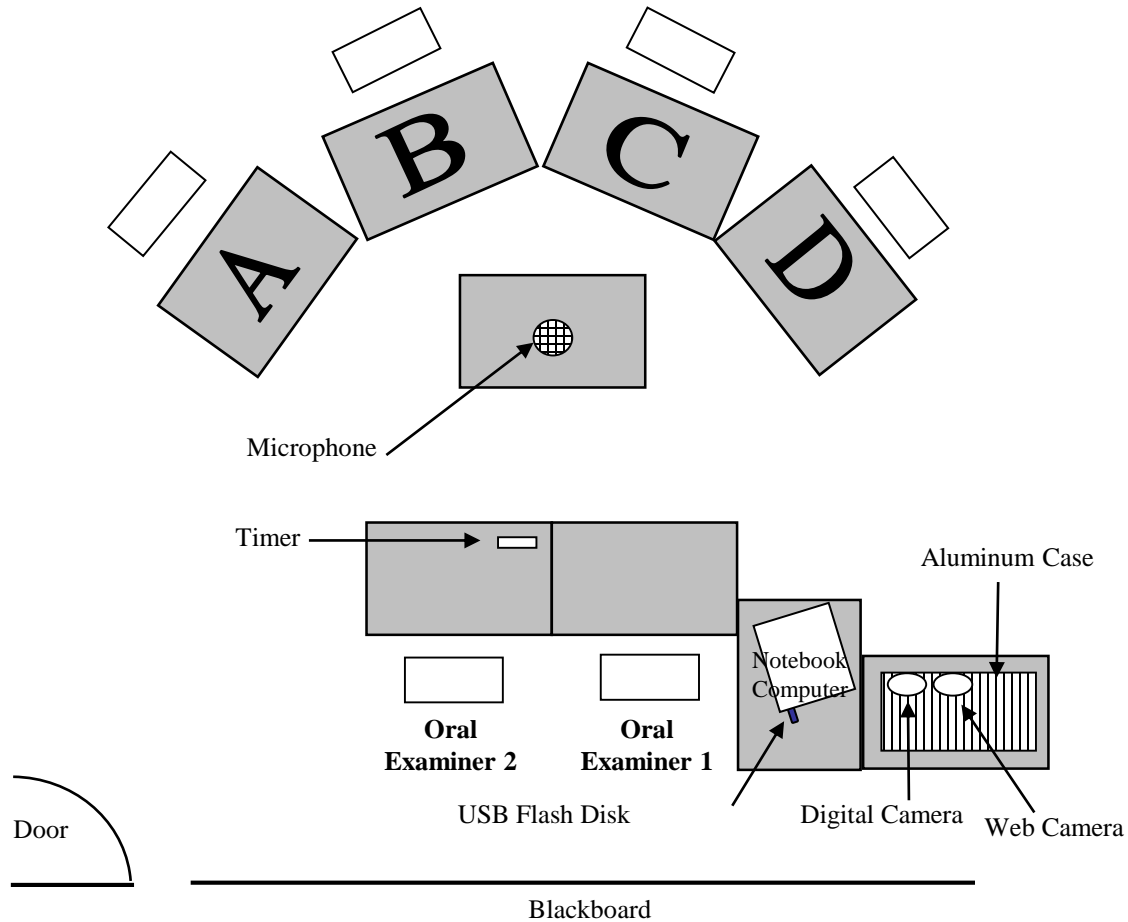 A
B
C
D
Microphone
Timer
Aluminum Case
Notebook
Computer
Oral
Examiner 2
Oral
Examiner 1
USB Flash Disk
Digital Camera
Web Camera
Door
Blackboard